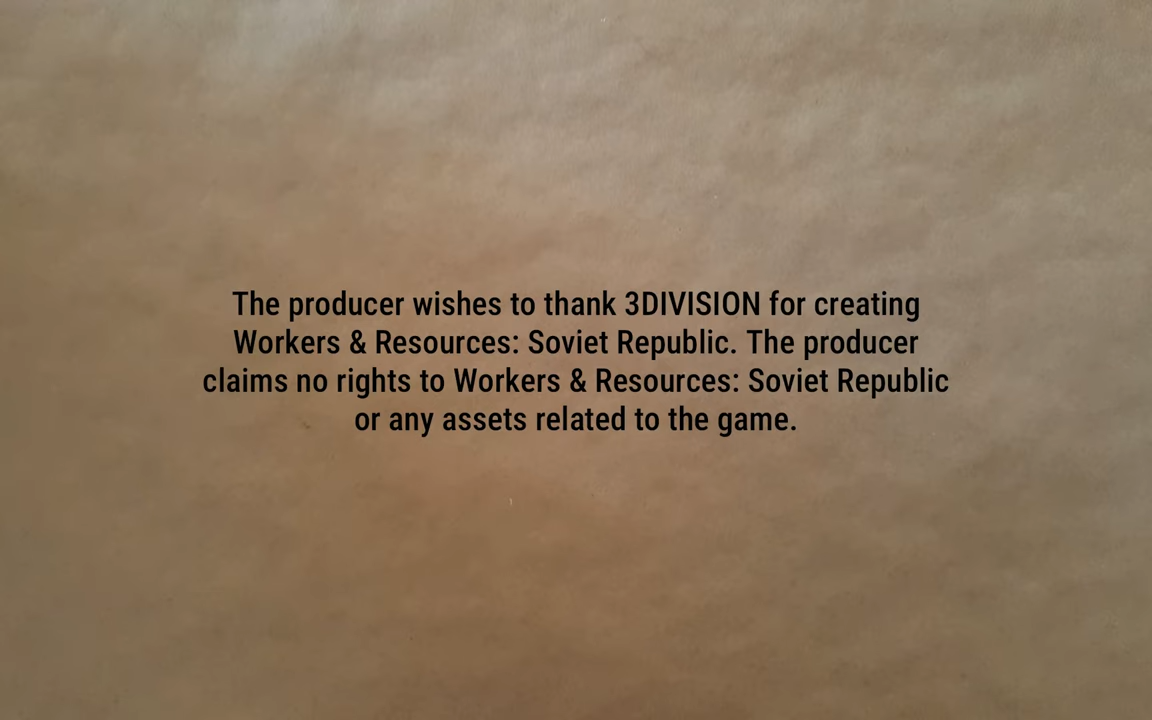 The producer wishes to thank 3DIVISION for creating
Workers & Resources: Soviet Republic. The producer
claims no rights to Workers & Resources: Soviet Republic
or any assets related to the game.